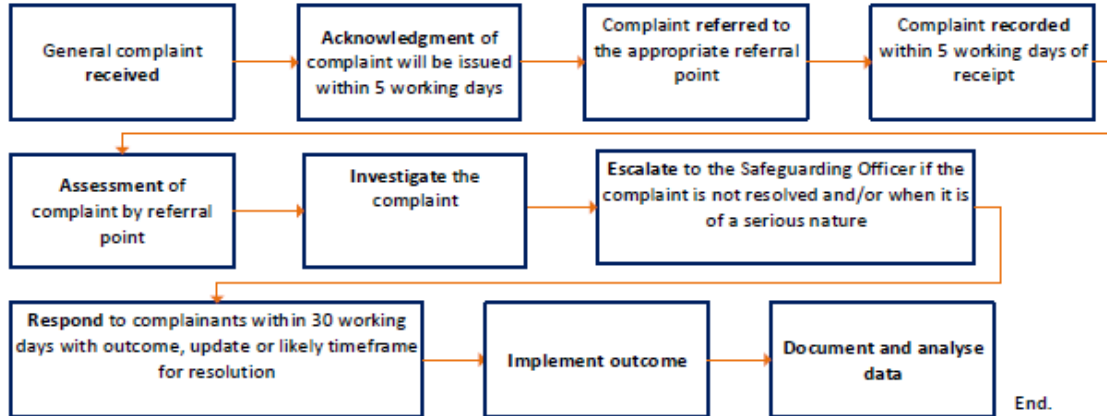 General complaint
received
Acknowledgment of
complaint will be issued
within 5 working days
Complaint referred to
the appropriate referral
point
Complaint recorded
within 5 working days of
receipt
Assessment of
complaint by referral
point
Investigate the
complaint
Escalate to the Safeguarding Officer if the
complaint is not resolved and/or when it is
of a serious nature
Respond to complainants within 30 working
days with outcome, update or likely timeframe
for resolution
Implement outcome
Document and analyse
data
End.